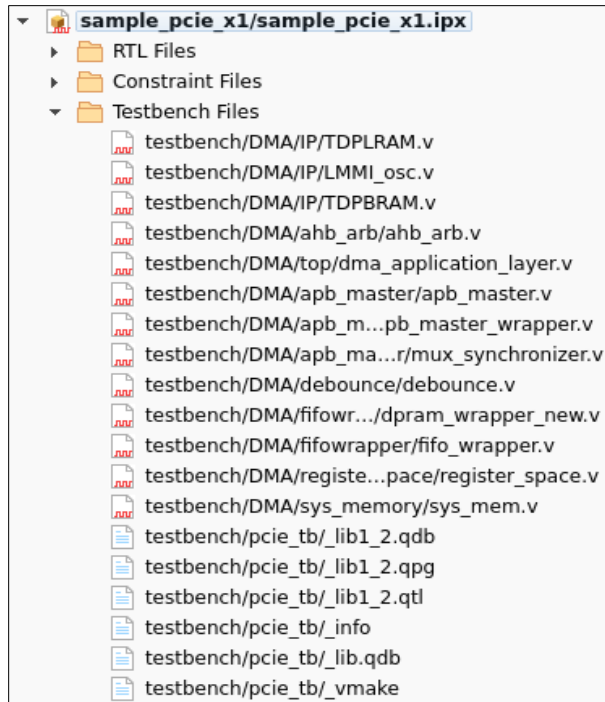 sample_pcie_x1/sample_pcie_x1.ipx
RTL Files
Constraint Files
Testbench Files
testbench/DMA/IP/TDPLRAM.v
testbench/DMA/IP/LMMI_osc.v
testbench/DMA/IP/TDPBRAM.v
testbench/DMA/ahb_arb/ahb_arb.v
testbench/DMA/top/dma_application_layer.v
testbench/DMA/apb_master/apb_master.v
testbench/DMA/apb_m...pb_master_wrapper.v
testbench/DMA/apb_ma...r/mux_synchronizer.v
testbench/DMA/debounce/debounce.v
testbench/DMA/fifowr.../dpram_wrapper_new.v
testbench/DMA/fifowrapper/fifo_wrapper.v
testbench/DMA/registe...pace/register_space.v
testbench/DMA/sys_memory/sys_mem.v
testbench/pcie_tb/_lib1_2.qdb
testbench/pcie_tb/_lib1_2.qpg
testbench/pcie_tb/_lib1_2.qtl
testbench/pcie_tb/_info
testbench/pcie_tb/_lib.qdb
testbench/pcie_tb/_vmake